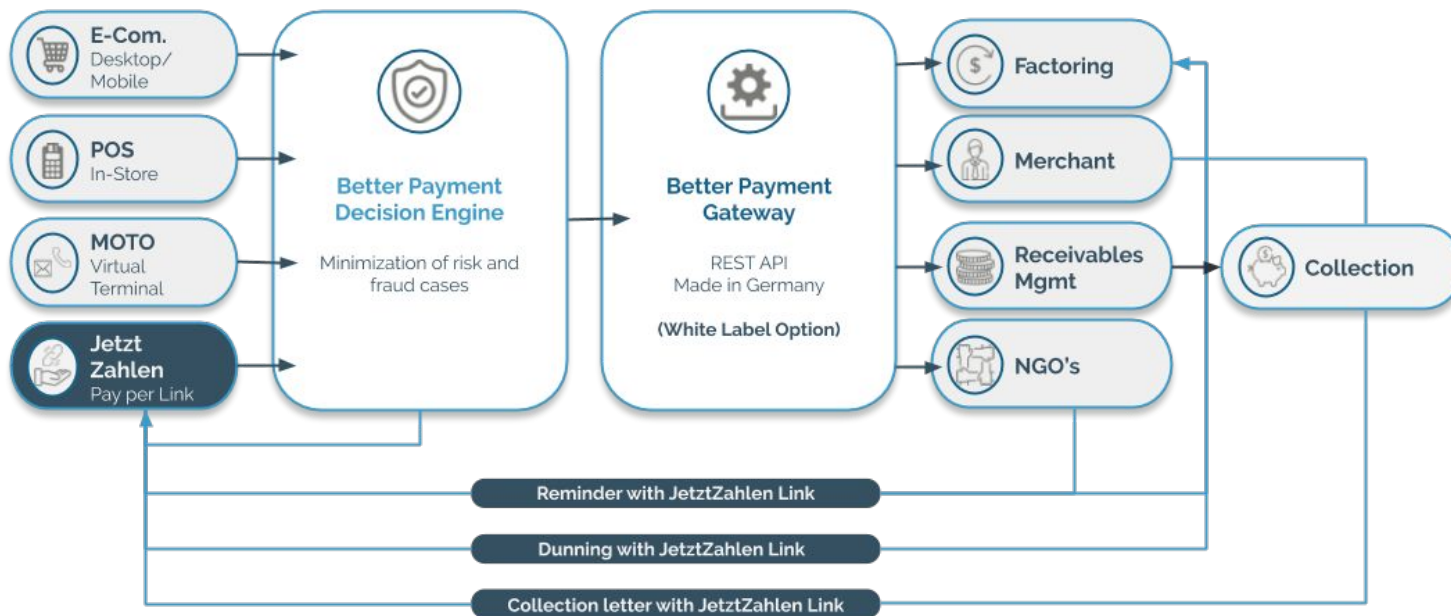 E-Com.
Desktop/
Mobile
POS
In-Store
MOTO
Virtual
Terminal
Jetzt
Zahlen
Pay per Link
Better Payment
Decision Engine
Minimization of risk and
fraud cases
Better Payment
Gateway
REST API
Made in Germany
(White Label Option)
$
Factoring
Merchant
Receivables
Mgmt
NGO's
$
Collection
Reminder with JetztZahlen Link
Dunning with JetztZahlen Link
Collection letter with JetztZahlen Link